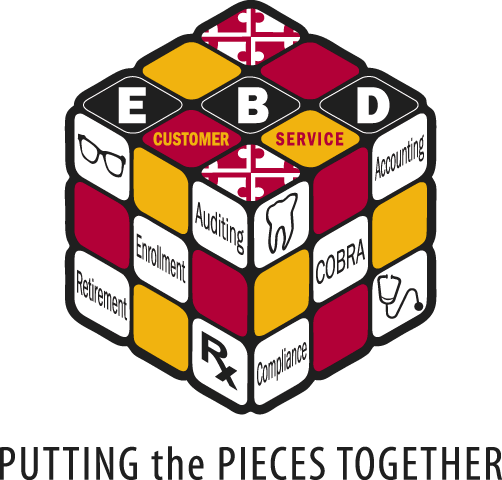 E B D
CUSTOMER SERVICE
Accounting
Auditing
Enrollment
COBRA
Retirement
Rx
Compliance
PUTTING the PIECES TOGETHER